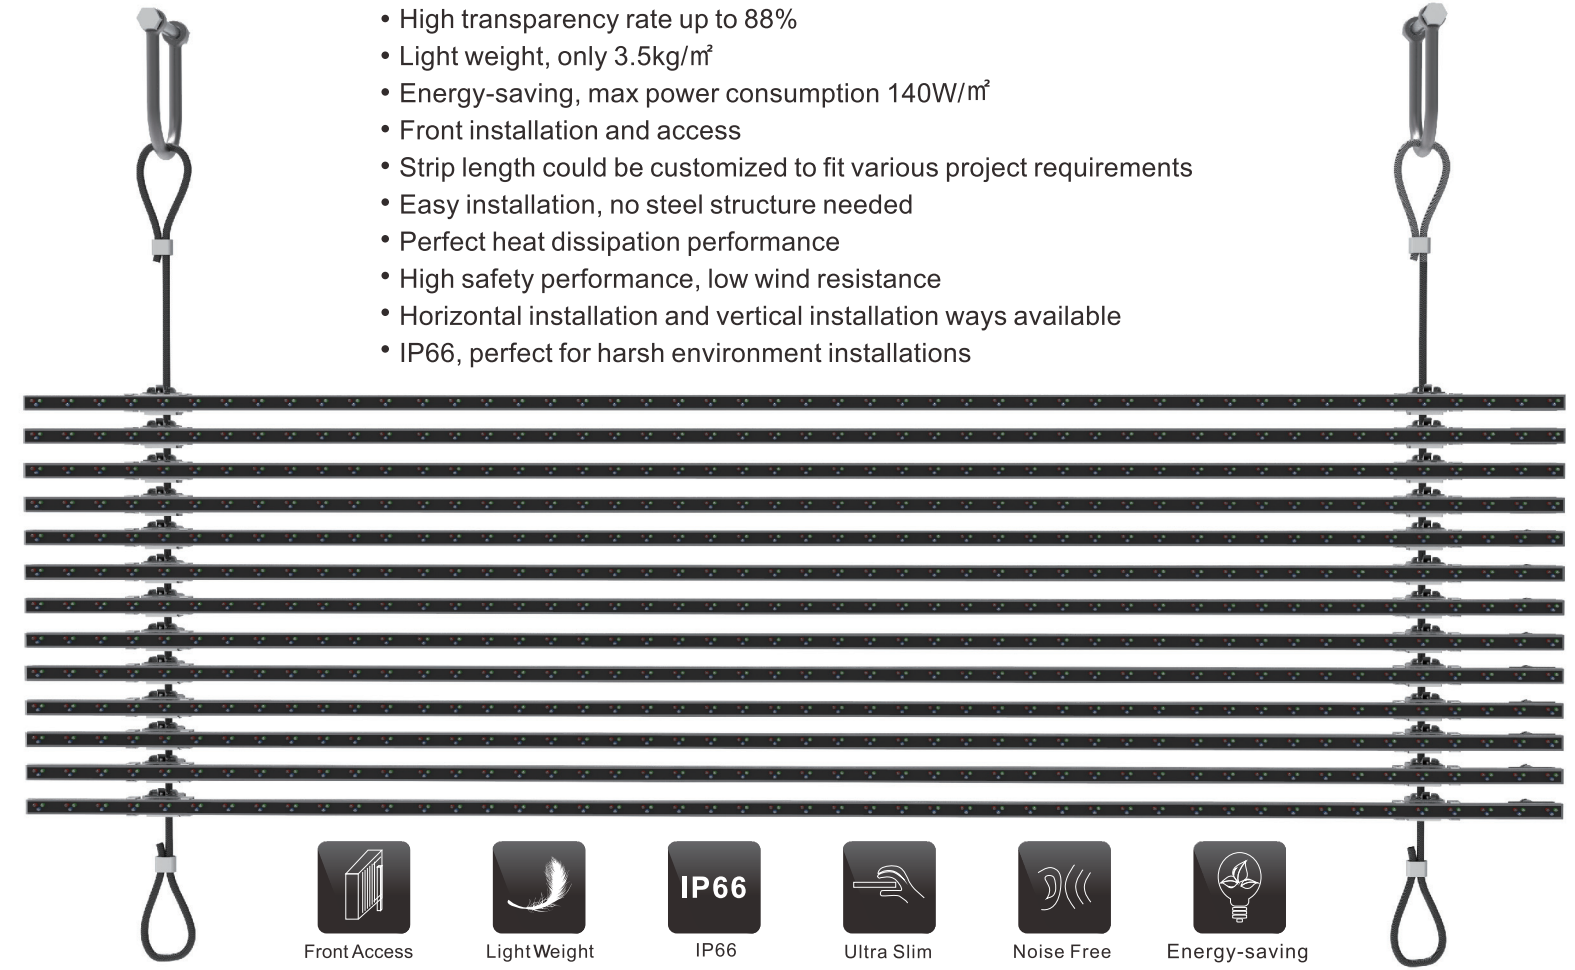 • High transparency rate up to 88%
• Light weight, only 3.5kg/㎡
• Energy-saving, max power consumption 140W/㎡
• Front installation and access
• Strip length could be customized to fit various project requirements
• Easy installation, no steel structure needed
• Perfect heat dissipation performance
• High safety performance, low wind resistance
• Horizontal installation and vertical installation ways available
• IP66, perfect for harsh environment installations
IP66
Front Access
Light Weight
IP66
Ultra Slim
Noise Free
Energy-saving